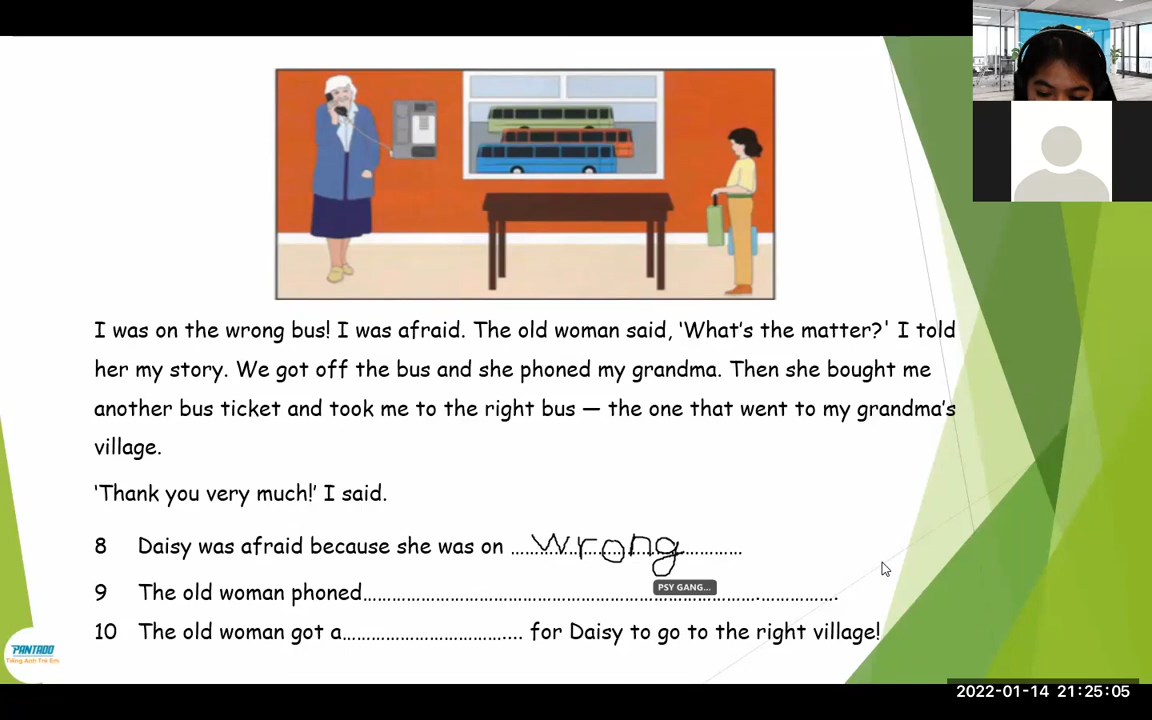 I was on the wrong bus! I was afraid. The old woman said, ‘What’s the matter?' I told
her my story. We got off the bus and she phoned my grandma. Then she bought me
another bus ticket and took me to the right bus — the one that went to my grandma’s
village.
‘Thank you very much!’ I said.
8 Daisy was afraid because she was on ........wrong..............
PSY GANG...
9 The old woman phoned..........................................................................
10 The old woman got a.................................. for Daisy to go to the right village!
PANTADO
Tiếng Anh Trẻ Em
2022-01-14 21:25:05